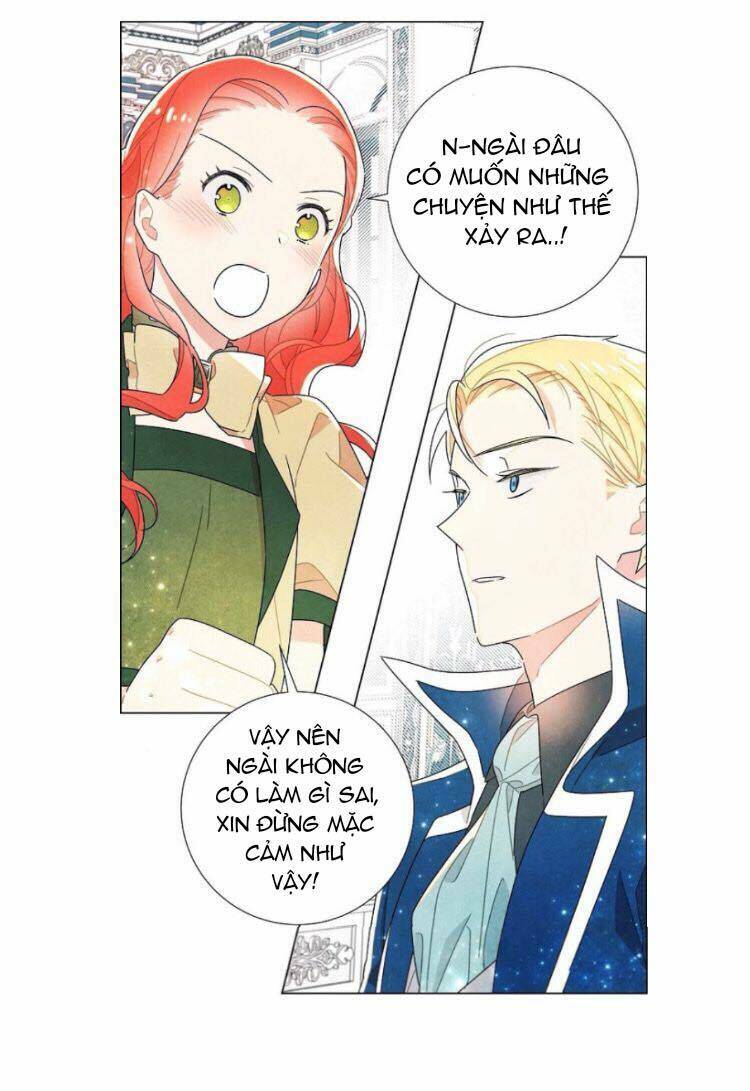 N-NGÀI ĐÂU
CÓ MUỐN NHỮNG
CHUYỆN NHƯ THẾ
XẢY RA..!
VẬY NÊN
NGÀI KHÔNG
CÓ LÀM GÌ SAI,
XIN ĐỪNG MẶC
CẢM NHƯ
VẬY!